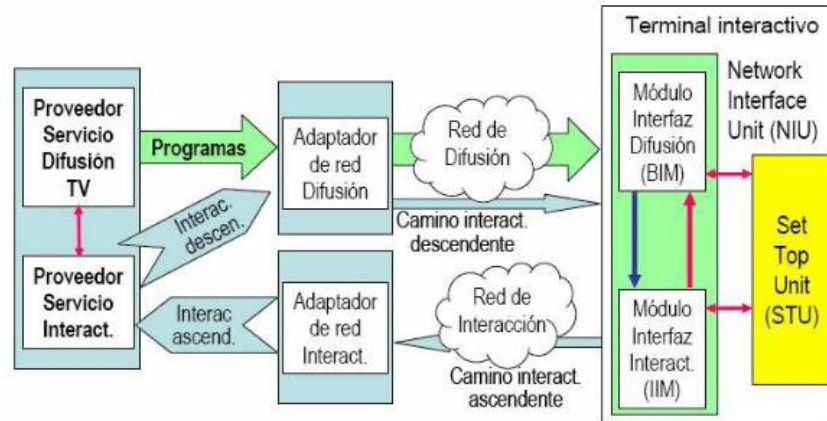 Terminal interactivo
Proveedor
Servicio
Difusión
TV
Programas
Adaptador
de red
Difusión
Red de
Difusión
Módulo
Interfaz
Difusión
(BIM)
Network
Interface
Unit (NIU)
Interac.
descen.
Camino interact.
descendente
Set
Top
Unit
(STU)
Proveedor
Servicio
Interact.
Interac
ascend.
Adaptador
de red
Interact.
Red de
Interacción
Camino interact.
ascendente
Módulo
Interfaz
Interact.
(IIM)